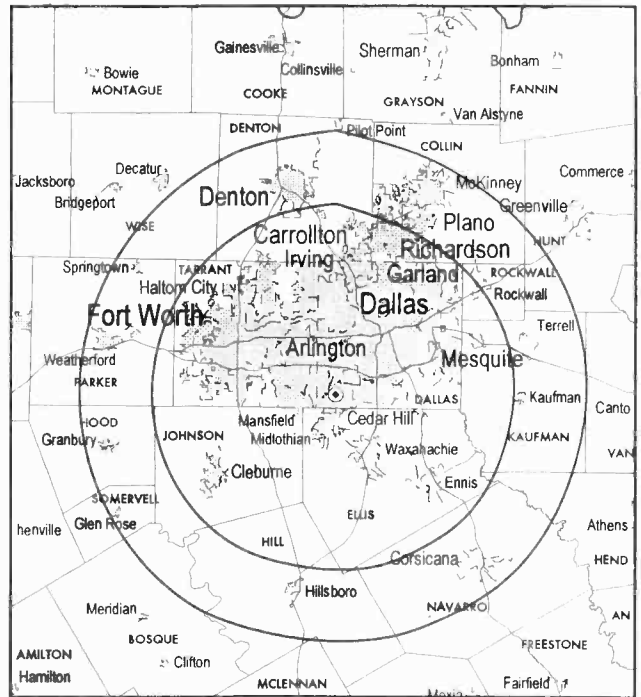 Gainesville
Sherman
Collinsville
Bonham
Bowie
MONTAGUE
COOKE
GRAYSON
FANNIN
Van Alstyne
DENTON
Pilot Point
COLLIN
Decatur
Jacksboro
Bridgeport
Denton
McKinney
Commerce
Greenville
WISE
Carrollton
Plano
Irving
Richardson
HUNT
Springtown
TARRANT
Garland
ROCKWALL
Haltom City
Rockwall
Fort Worth
Dallas
Terrell
Arlington
Weatherford
Mesquite
PARKER
DALLAS
Kaufman
Canto
HOOD
Mansfield
Cedar Hill
Granbury
JOHNSON
Midlothian
KAUFMAN
Waxahachie
VAN
Cleburne
Ennis
SOMERVELL
ELLIS
Glen Rose
henville
HILL
Athens
Corsicana
HEND
Hillsboro
Meridian
NAVARRO
AN
BOSQUE
FREESTONE
AMILTON
Clifton
Hamilton
MCLENNAN
Fairfield